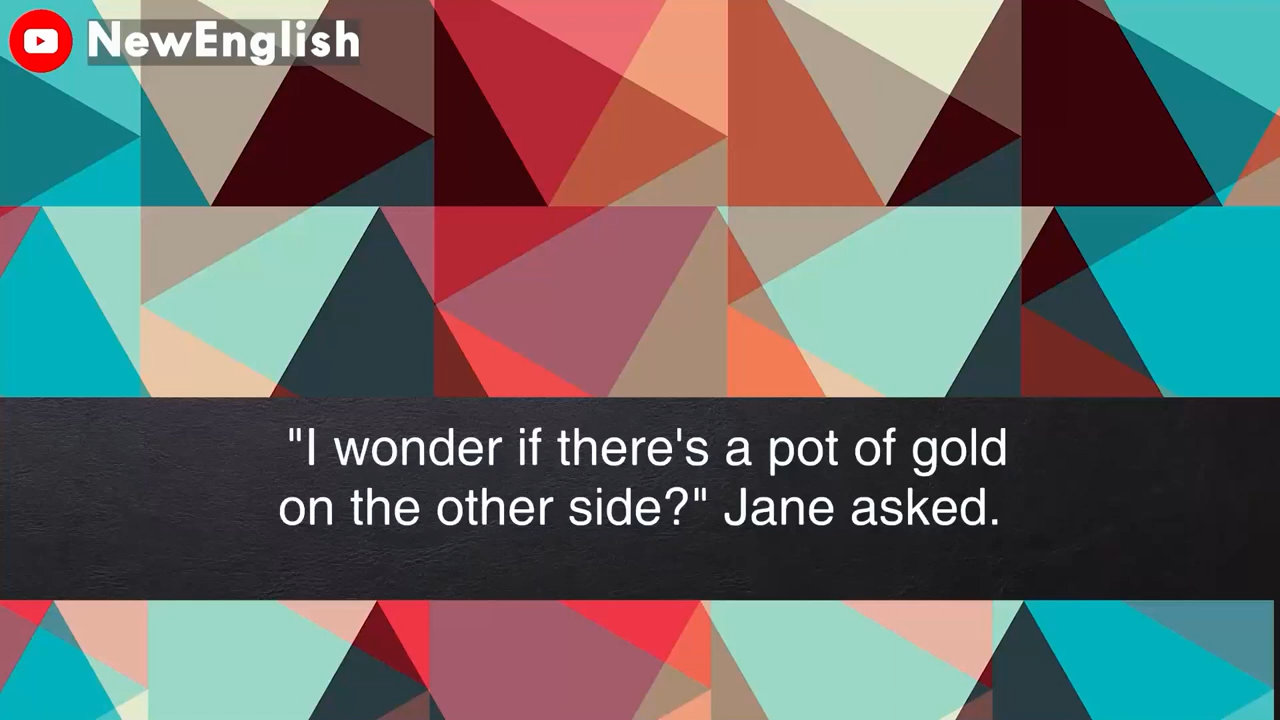 NewEnglish
"I wonder if there's a pot of gold
on the other side?" Jane asked.